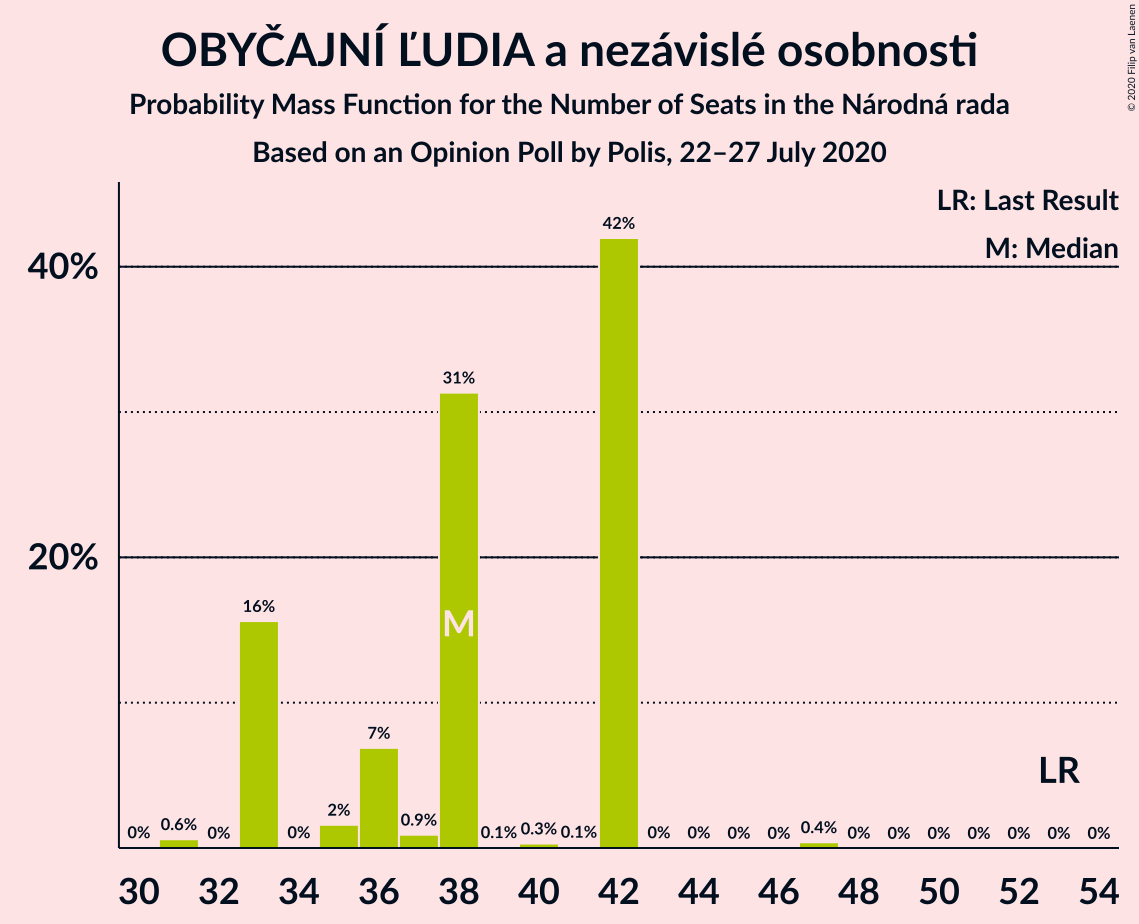 OBYČAJNÍ ĽUDIA a nezávislé osobnosti
Probability Mass Function for the Number of Seats in the Národná rada
Based on an Opinion Poll by Polis, 22–27 July 2020
© 2020 Filip van Laenen
LR: Last Result
M: Median
40%
20%
0% 0.6% 0% 16% 0% 2% 7% 0.9% 31% 0.1% 0.3% 0.1% 42% 0% 0% 0% 0% 0.4% 0% 0% 0% 0% 0% 0% 0%
M
LR
30 32 34 36 38 40 42 44 46 48 50 52 54